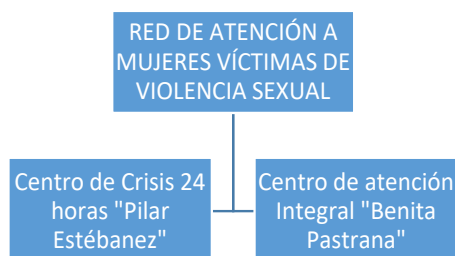 RED DE ATENCIÓN A
MUJERES VÍCTIMAS DE
VIOLENCIA SEXUAL
Centro de Crisis 24
horas "Pilar
Estébanez"
Centro de atención
Integral "Benita
Pastrana"